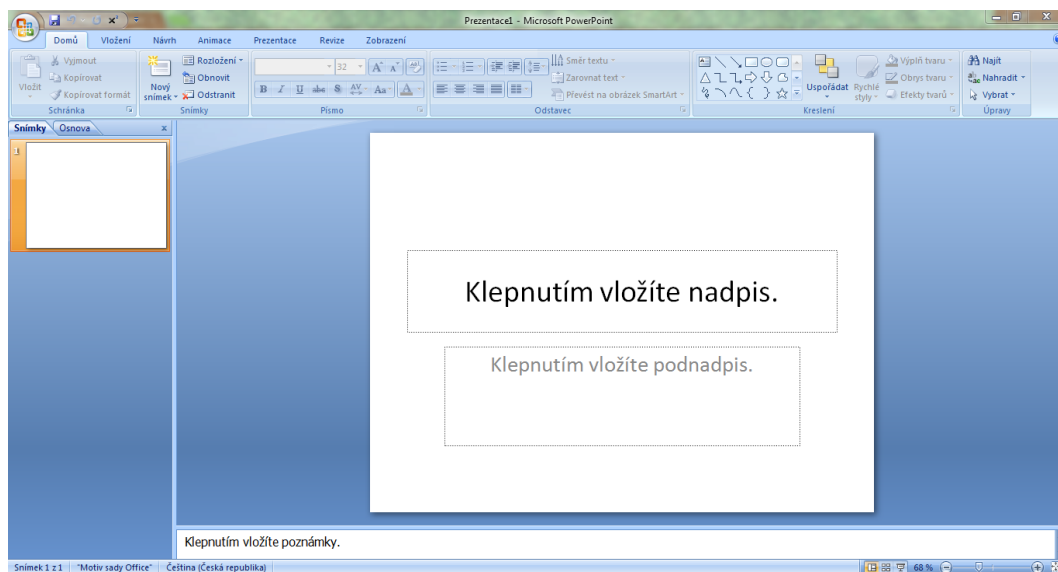 Prezentace1 - Microsoft PowerPoint
Domů Vložení Návrh Animace Prezentace Revize Zobrazení
Vložit
Vyjmout
Kopírovat
Kopírovat formát
Schránka
Nový snímek
Rozložení
Obnovit
Odstranit
Snímky
32
B I U abc S AV Aa A
Písmo
Směr textu
Zarovnat text
Převést na obrázek SmartArt
Odstavec
Uspořádat
Rychlé styly
Výplň tvaru
Obrys tvaru
Efekty tvarů
Kreslení
Najít
Nahradit
Vybrat
Úpravy
Snímky Osnova x
1
Klepnutím vložíte nadpis.
Klepnutím vložíte podnadpis.
Klepnutím vložíte poznámky.
Snímek 1 z 1 "Motiv sady Office" Čeština (Česká republika) 68 %